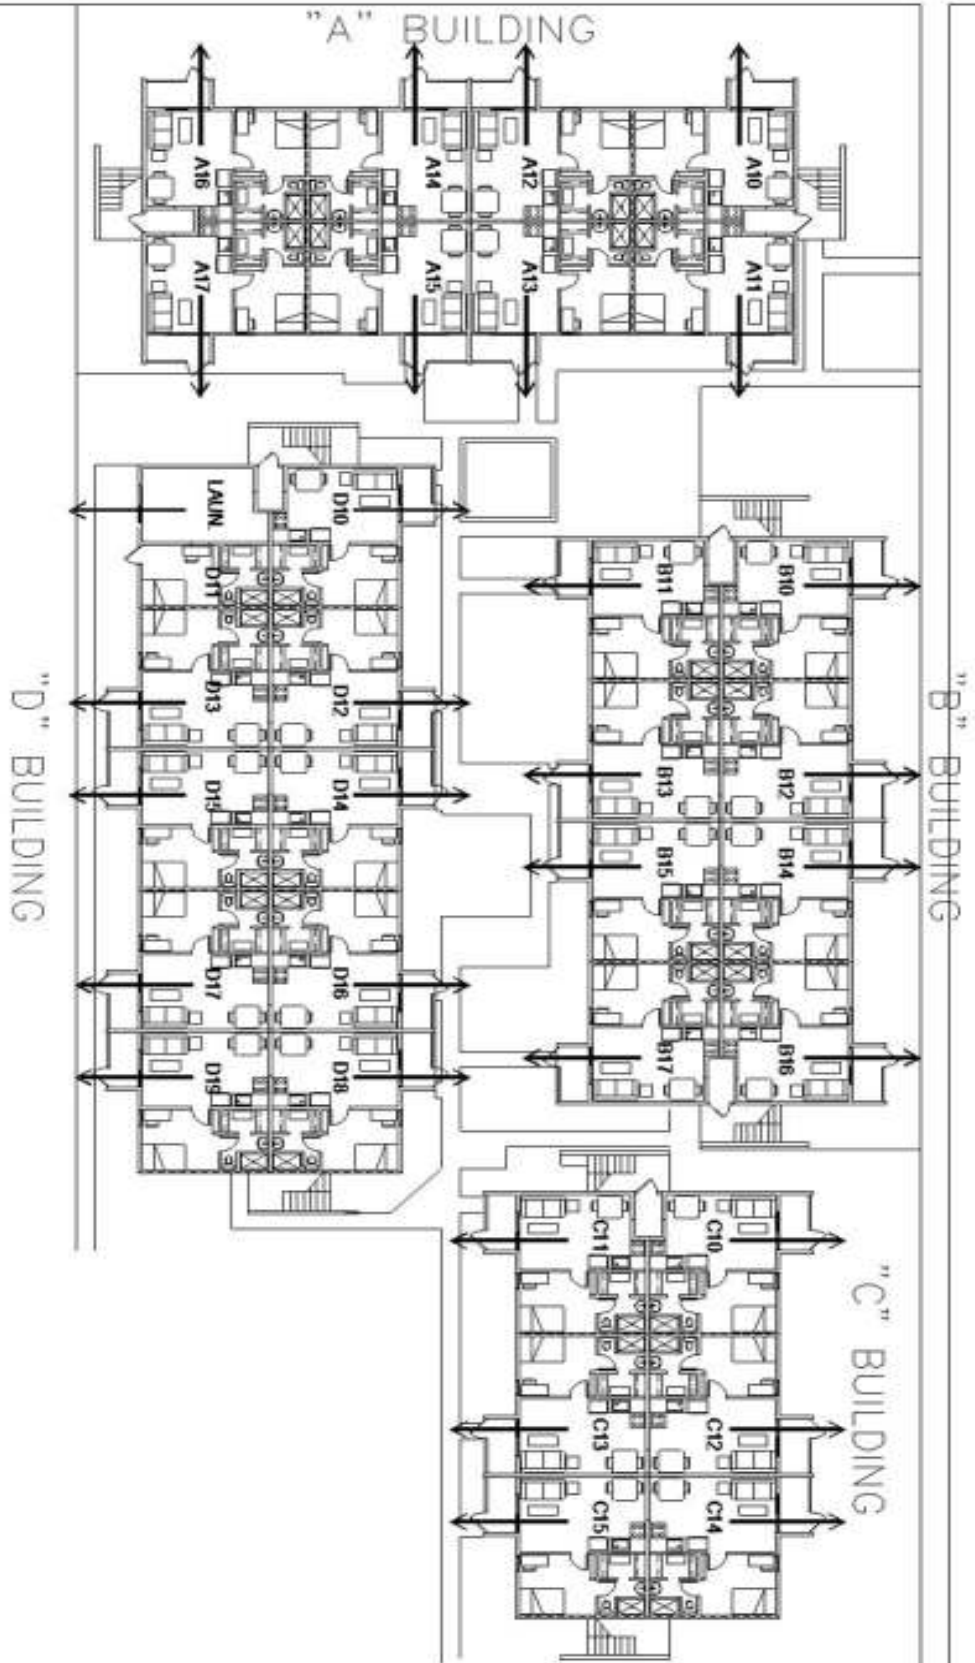 "A" BUILDING
A16
A14
A12
A10
A17
A15
A13
A11
LAUN.
D10
D11
D13
D12
D15
D14
D17
D16
D19
D18
"D" BUILDING
B11
B10
B13
B12
B15
B14
B17
B16
"B" BUILDING
C11
C10
C13
C12
C15
C14
"C" BUILDING